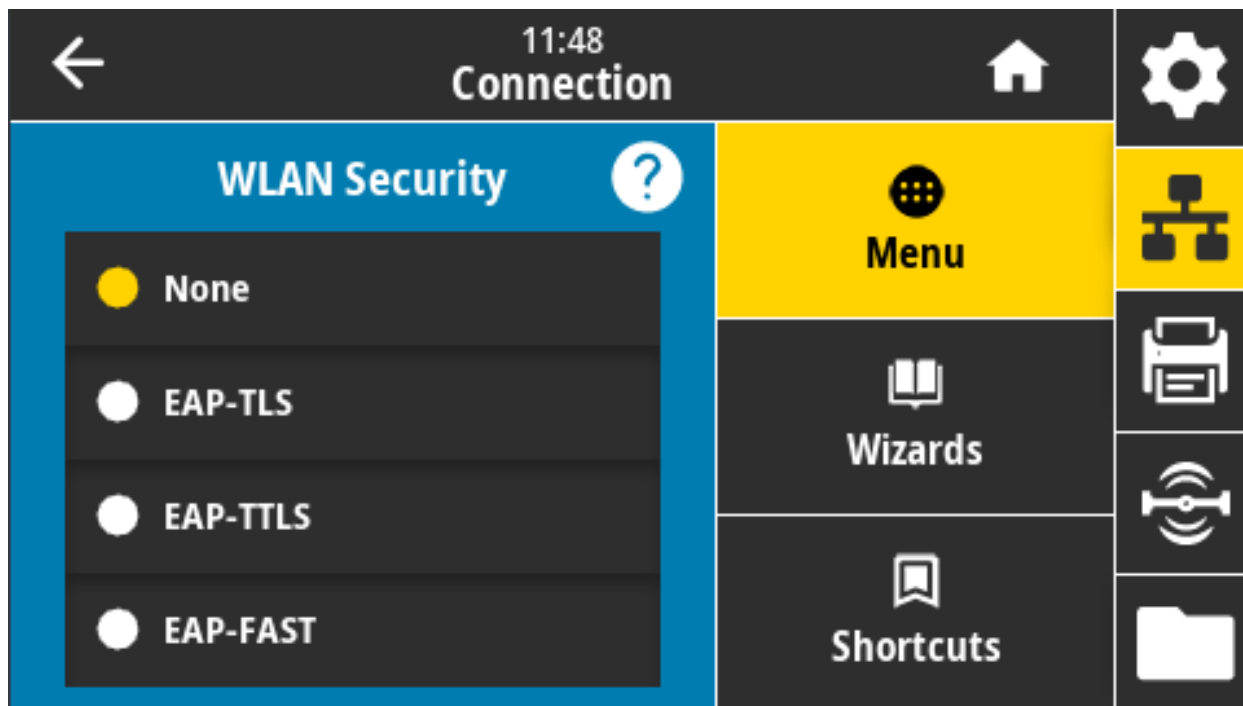 11:48
Connection
WLAN Security
?
None
EAP-TLS
EAP-TTLS
EAP-FAST
Menu
Wizards
Shortcuts